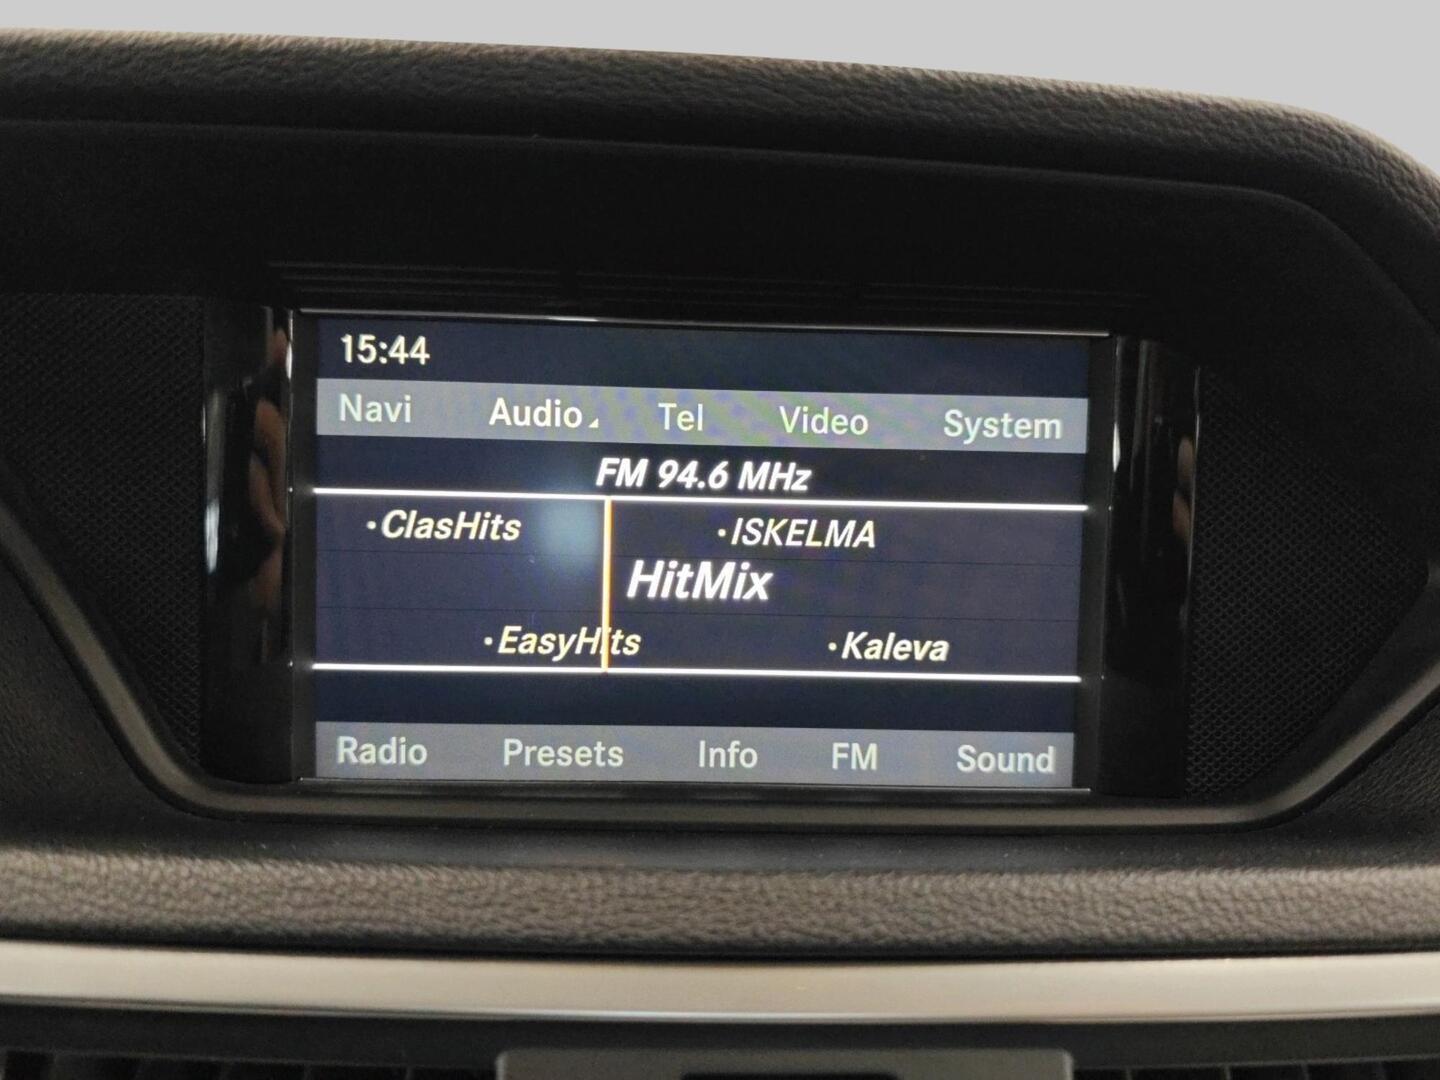 15:44
Navi Audio Tel Video System
FM 94.6 MHz
•ClasHits •ISKELMA
HitMix
•EasyHits •Kaleva
Radio Presets Info FM Sound